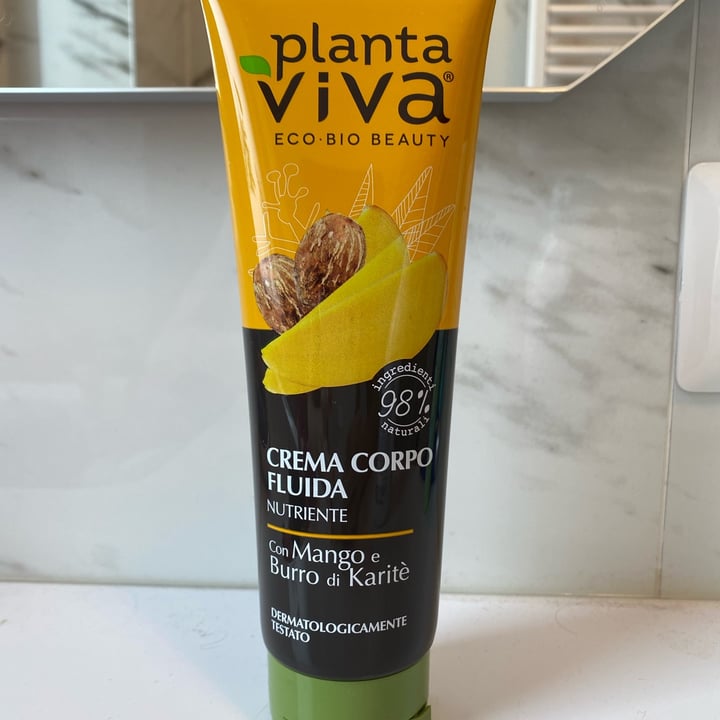 planta
viva®
ECO·BIO BEAUTY
ingredienti
98%
naturali
CREMA CORPO
FLUIDA
NUTRIENTE
Con Mango e
Burro di Karitè
DERMATOLOGICAMENTE
TESTATO